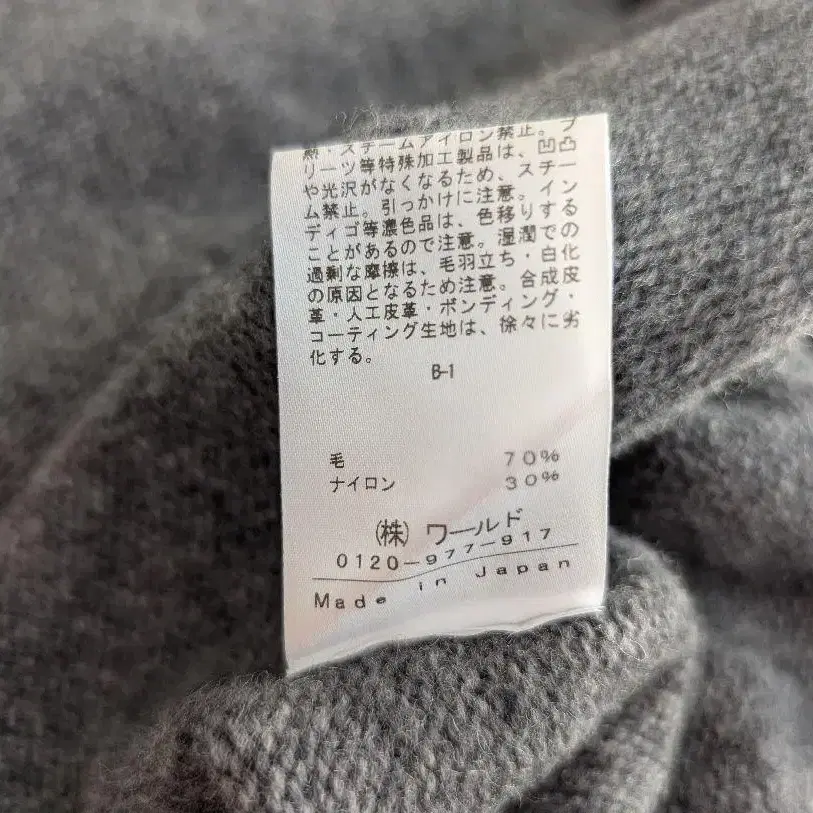 熱・スチームアイロン禁止。プ
リーツ等特殊加工製品は、凹凸
や光沢がなくなるため、スチー
ム禁止。引っかけに注意。イン
ディゴ等濃色品は、色移りする
ことがあるので注意。湿潤での
過剰な摩擦は、毛羽立ち・白化
の原因となるため注意。合成皮
革・人工皮革・ボンディング・
コーティング生地は、徐々に劣
化する。
B-1
毛 70%
ナイロン 30%
(株) ワールド
0120-977-917
Made in Japan